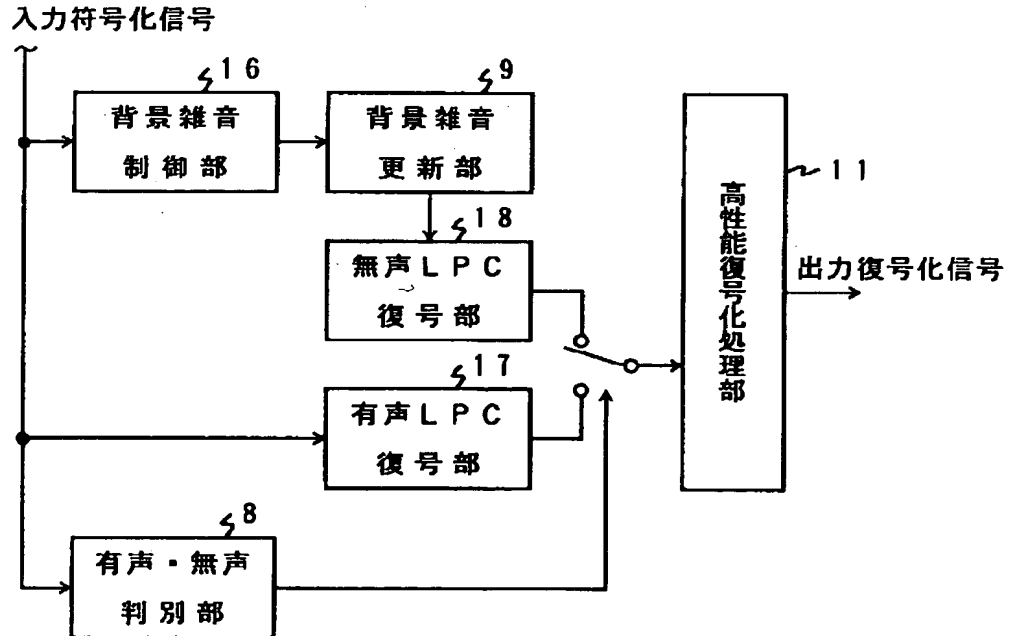 入力符号化信号
16
背景雑音
制御部
9
背景雑音
更新部
18
無声LPC
復号部
17
有声LPC
復号部
8
有声・無声
判別部
11
高性能復号化処理部
出力復号化信号